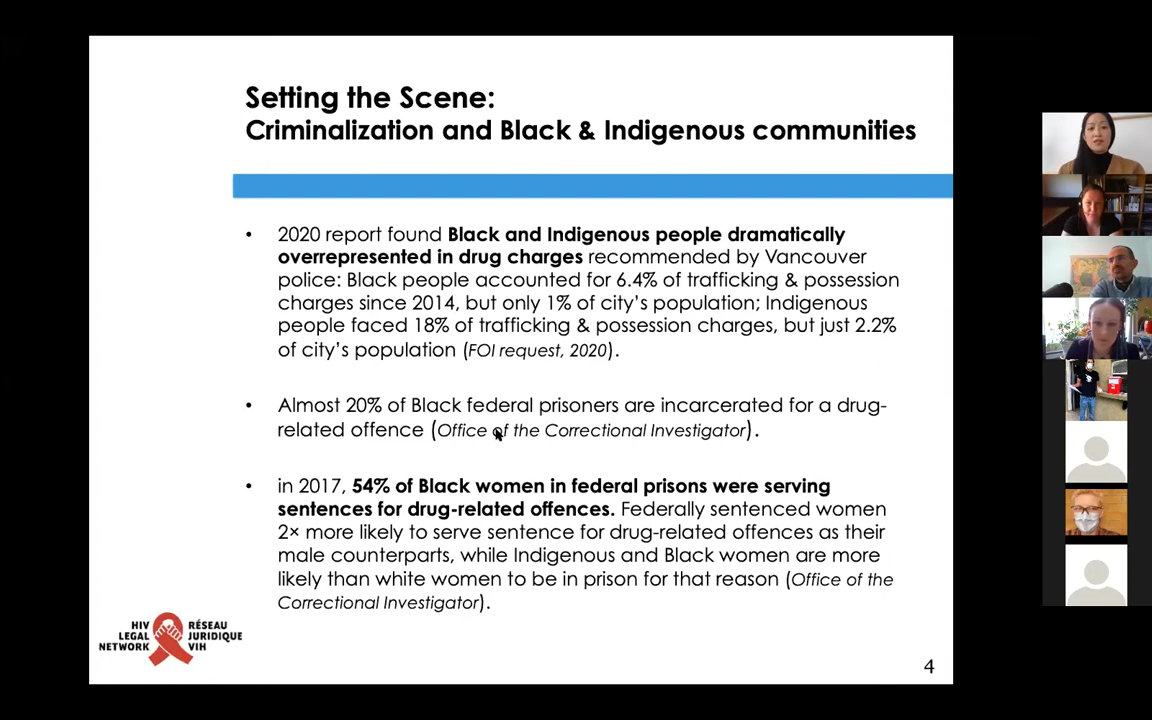 Setting the Scene:
Criminalization and Black & Indigenous communities
• 2020 report found Black and Indigenous people dramatically
overrepresented in drug charges recommended by Vancouver
police: Black people accounted for 6.4% of trafficking & possession
charges since 2014, but only 1% of city's population; Indigenous
people faced 18% of trafficking & possession charges, but just 2.2%
of city's population (FOI request, 2020).
• Almost 20% of Black federal prisoners are incarcerated for a drug-
related offence (Office of the Correctional Investigator).
• in 2017, 54% of Black women in federal prisons were serving
sentences for drug-related offences. Federally sentenced women
2× more likely to serve sentence for drug-related offences as their
male counterparts, while Indigenous and Black women are more
likely than white women to be in prison for that reason (Office of the
Correctional Investigator).
HIV
LEGAL
NETWORK
RÉSEAU
JURIDIQUE
VIH
4